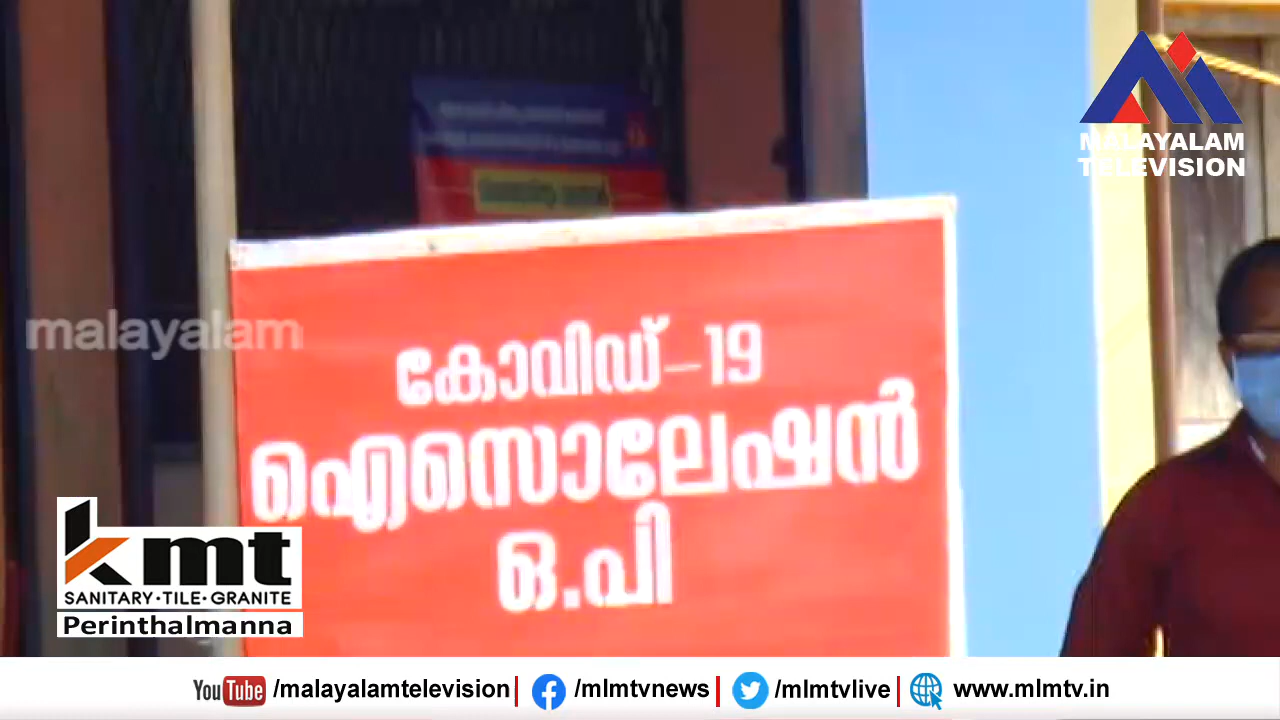 MALAYALAM
TELEVISION
malayalam
കോവിഡ്-19
ഐസൊലേഷൻ
ഒ.പി
kmt
SANITARY·TILE·GRANITE
Perinthalmanna
YouTube /malayalamtelevision | /mlmtvnews | /mlmtvlive | www.mlmtv.in